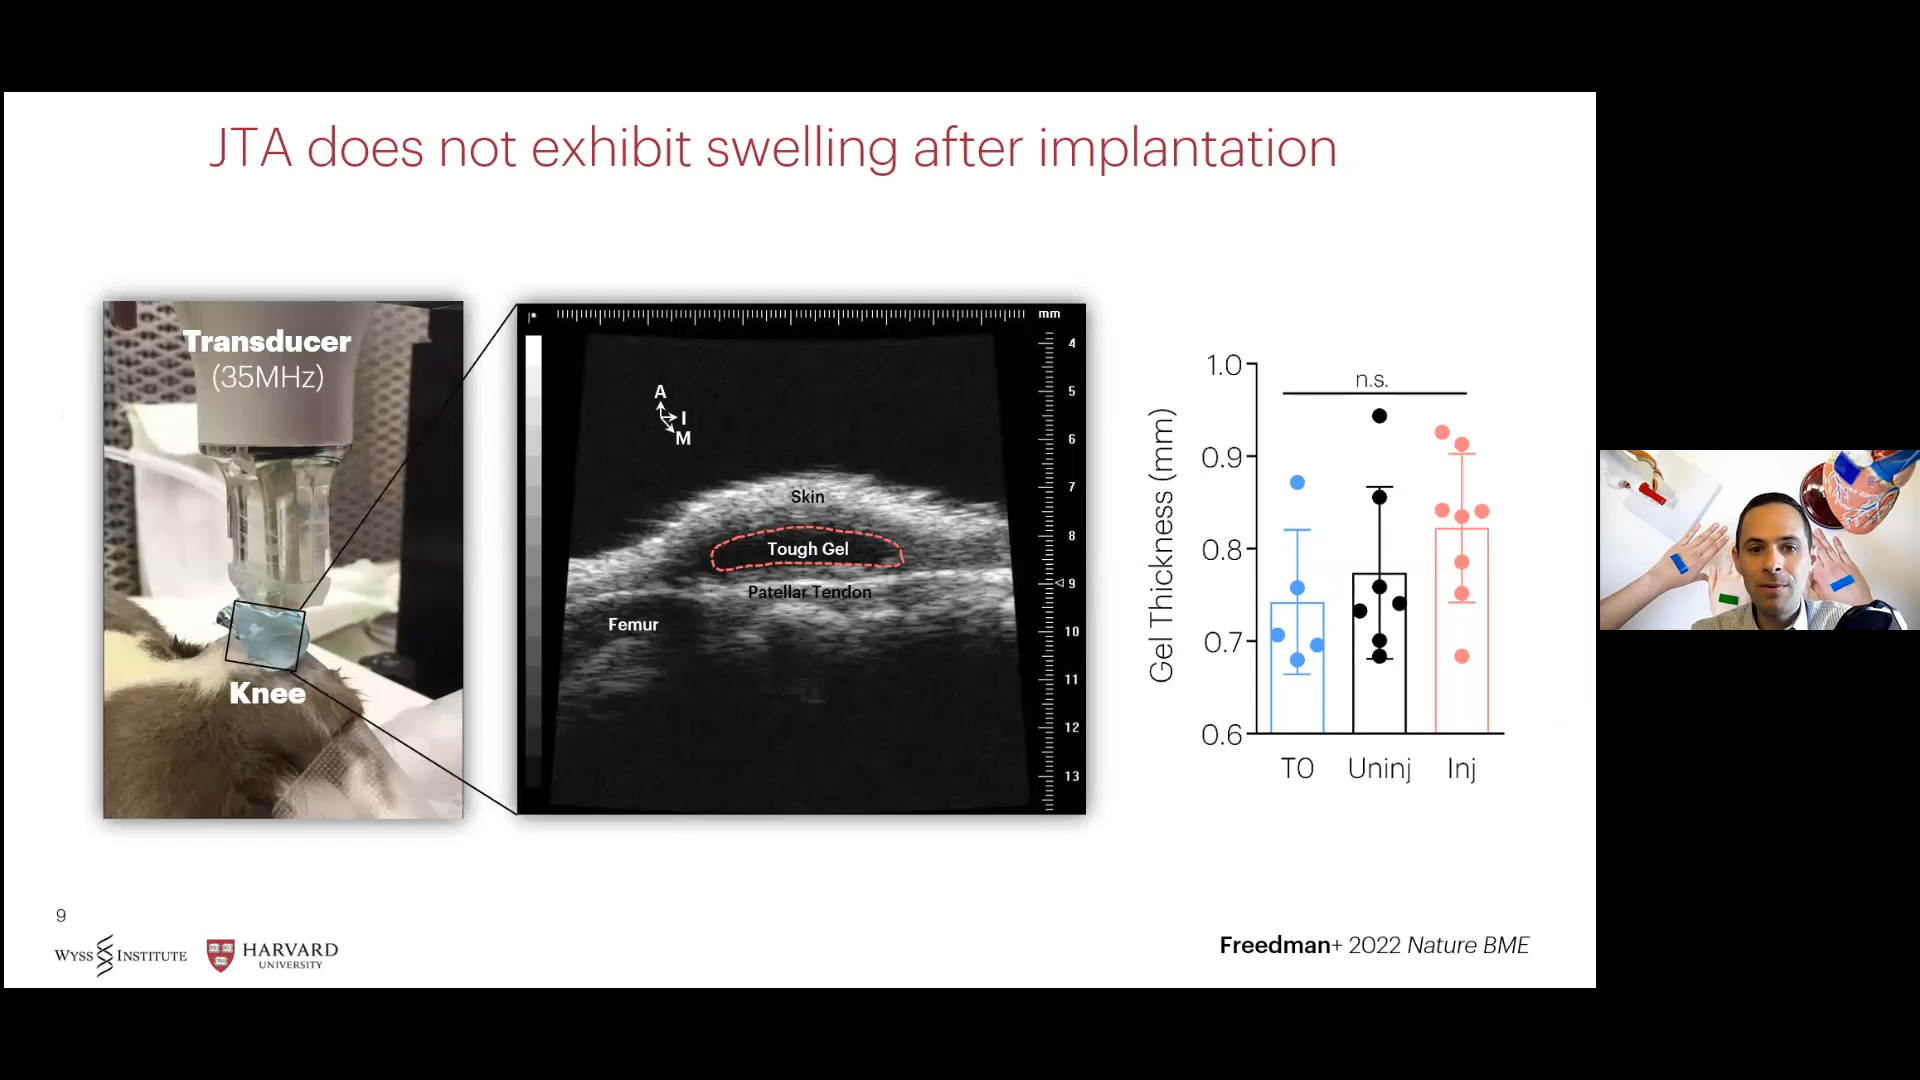 JTA does not exhibit swelling after implantation
Transducer
(35MHz)
Knee
mm
4
5
6
7
8
9
10
11
12
13
A
I
M
Skin
Tough Gel
Patellar Tendon
Femur
Gel Thickness (mm)
1.0
0.9
0.8
0.7
0.6
n.s.
T0 Uninj Inj
9
WYSS INSTITUTE
HARVARD
UNIVERSITY
Freedman+ 2022 Nature BME